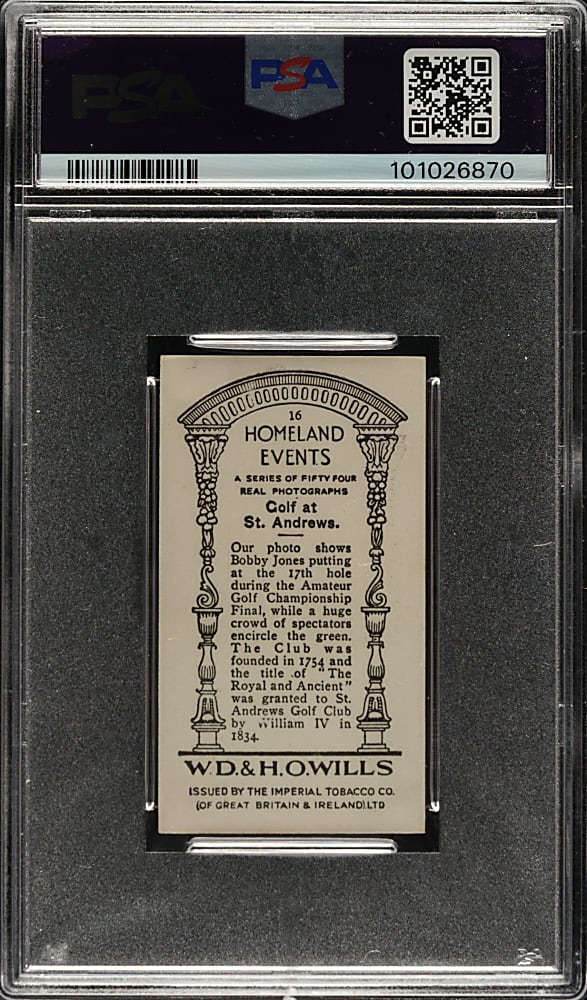 PSA
PSA
101026870
16
HOMELAND
EVENTS
A SERIES OF FIFTY FOUR
REAL PHOTOGRAPHS
Golf at
St. Andrews.
Our photo shows
Bobby Jones putting
at the 17th hole
during the Amateur
Golf Championship
Final, while a huge
crowd of spectators
encircle the green.
The Club was
founded in 1754 and
the title of "The
Royal and Ancient"
was granted to St.
Andrews Golf Club
by William IV in
1834.
W.D.& H.O.WILLS
ISSUED BY THE IMPERIAL TOBACCO CO.
(OF GREAT BRITAIN & IRELAND) LTD